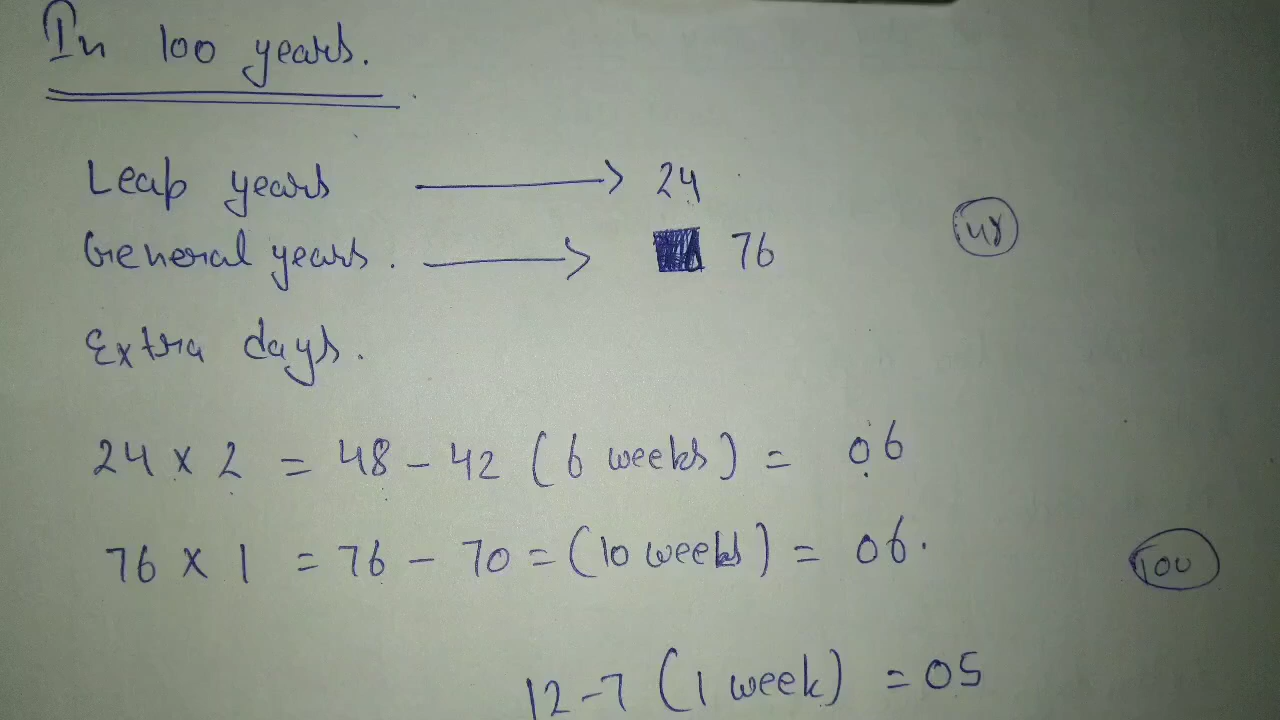 In 100 years.
Leap years → 24
48
General years. → 76
Extra days.
24 x 2 = 48 - 42 (6 weeks) = 06
76 x 1 = 76 - 70 = (10 weeks) = 06.
100
12-7 (1 week) = 05